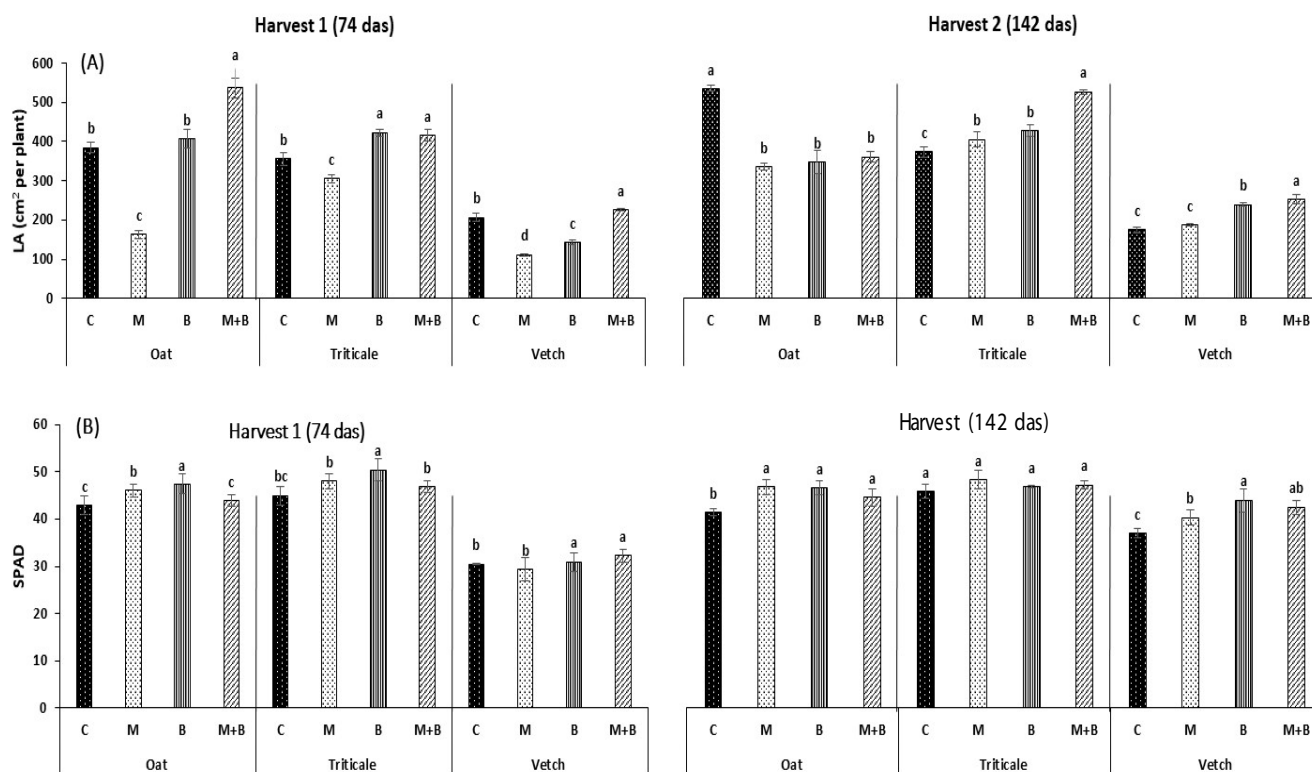 Harvest 1 (74 das)
Harvest 2 (142 das)
(A)
LA (cm² per plant)
600
500
400
300
200
100
0
b c b a b c a a b d c a
a b b b c b b a c c b a
C M B M+B C M B M+B C M B M+B
C M B M+B C M B M+B C M B M+B
Oat Triticale Vetch
Oat Triticale Vetch
(B)
Harvest 1 (74 das)
Harvest (142 das)
SPAD
60
50
40
30
20
10
0
c b a c bc b a b b b a a
b a a a a a a a c b a ab
C M B M+B C M B M+B C M B M+B
C M B M+B C M B M+B C M B M+B
Oat Triticale Vetch
Oat Triticale Vetch